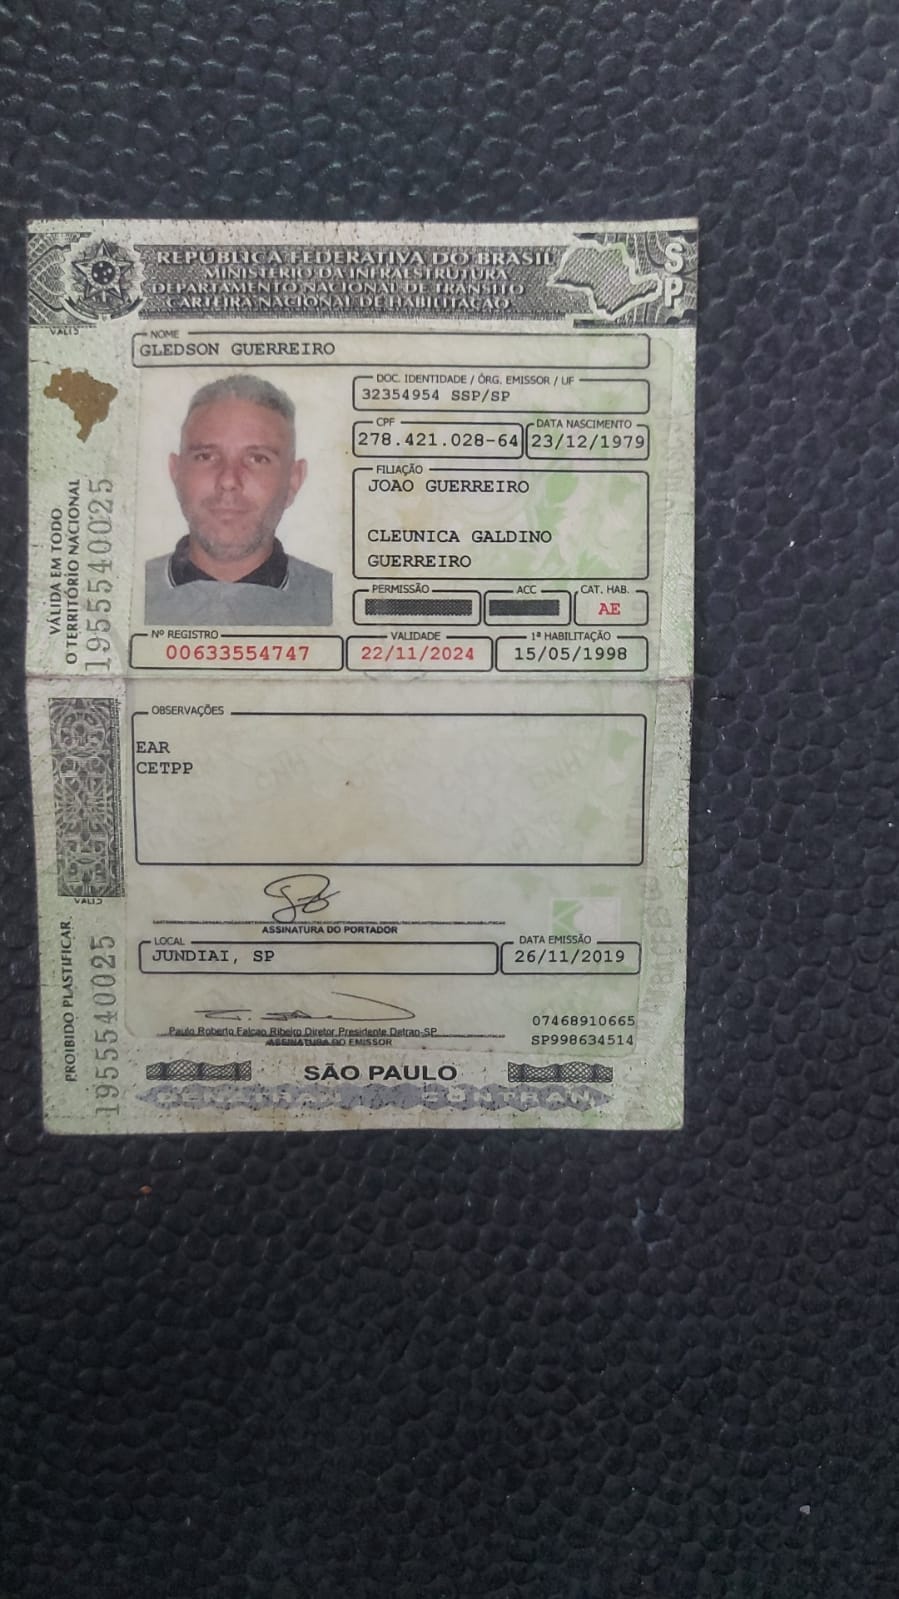 REPÚBLICA FEDERATIVA DO BRASIL
MINISTÉRIO DA INFRAESTRUTURA
DEPARTAMENTO NACIONAL DE TRÂNSITO
CARTEIRA NACIONAL DE HABILITAÇÃO
SP
VALID
NOME
GLEDSON GUERREIRO
DOC. IDENTIDADE / ÓRG. EMISSOR / UF
32354954 SSP/SP
CPF
278.421.028-64
DATA NASCIMENTO
23/12/1979
FILIAÇÃO
JOAO GUERREIRO
CLEUNICA GALDINO
GUERREIRO
PERMISSÃO
ACC
CAT. HAB.
AE
Nº REGISTRO
00633554747
VALIDADE
22/11/2024
1ª HABILITAÇÃO
15/05/1998
VÁLIDA EM TODO
O TERRITÓRIO NACIONAL
1955540025
OBSERVAÇÕES
EAR
CETPP
VALID
ASSINATURA DO PORTADOR
LOCAL
JUNDIAI, SP
DATA EMISSÃO
26/11/2019
PROIBIDO PLASTIFICAR
1955540025
Paulo Roberto Falcao Ribeiro Diretor Presidente Detran-SP
ASSINATURA DO EMISSOR
07468910665
SP998634514
SÃO PAULO
DENATRAN CONTRAN